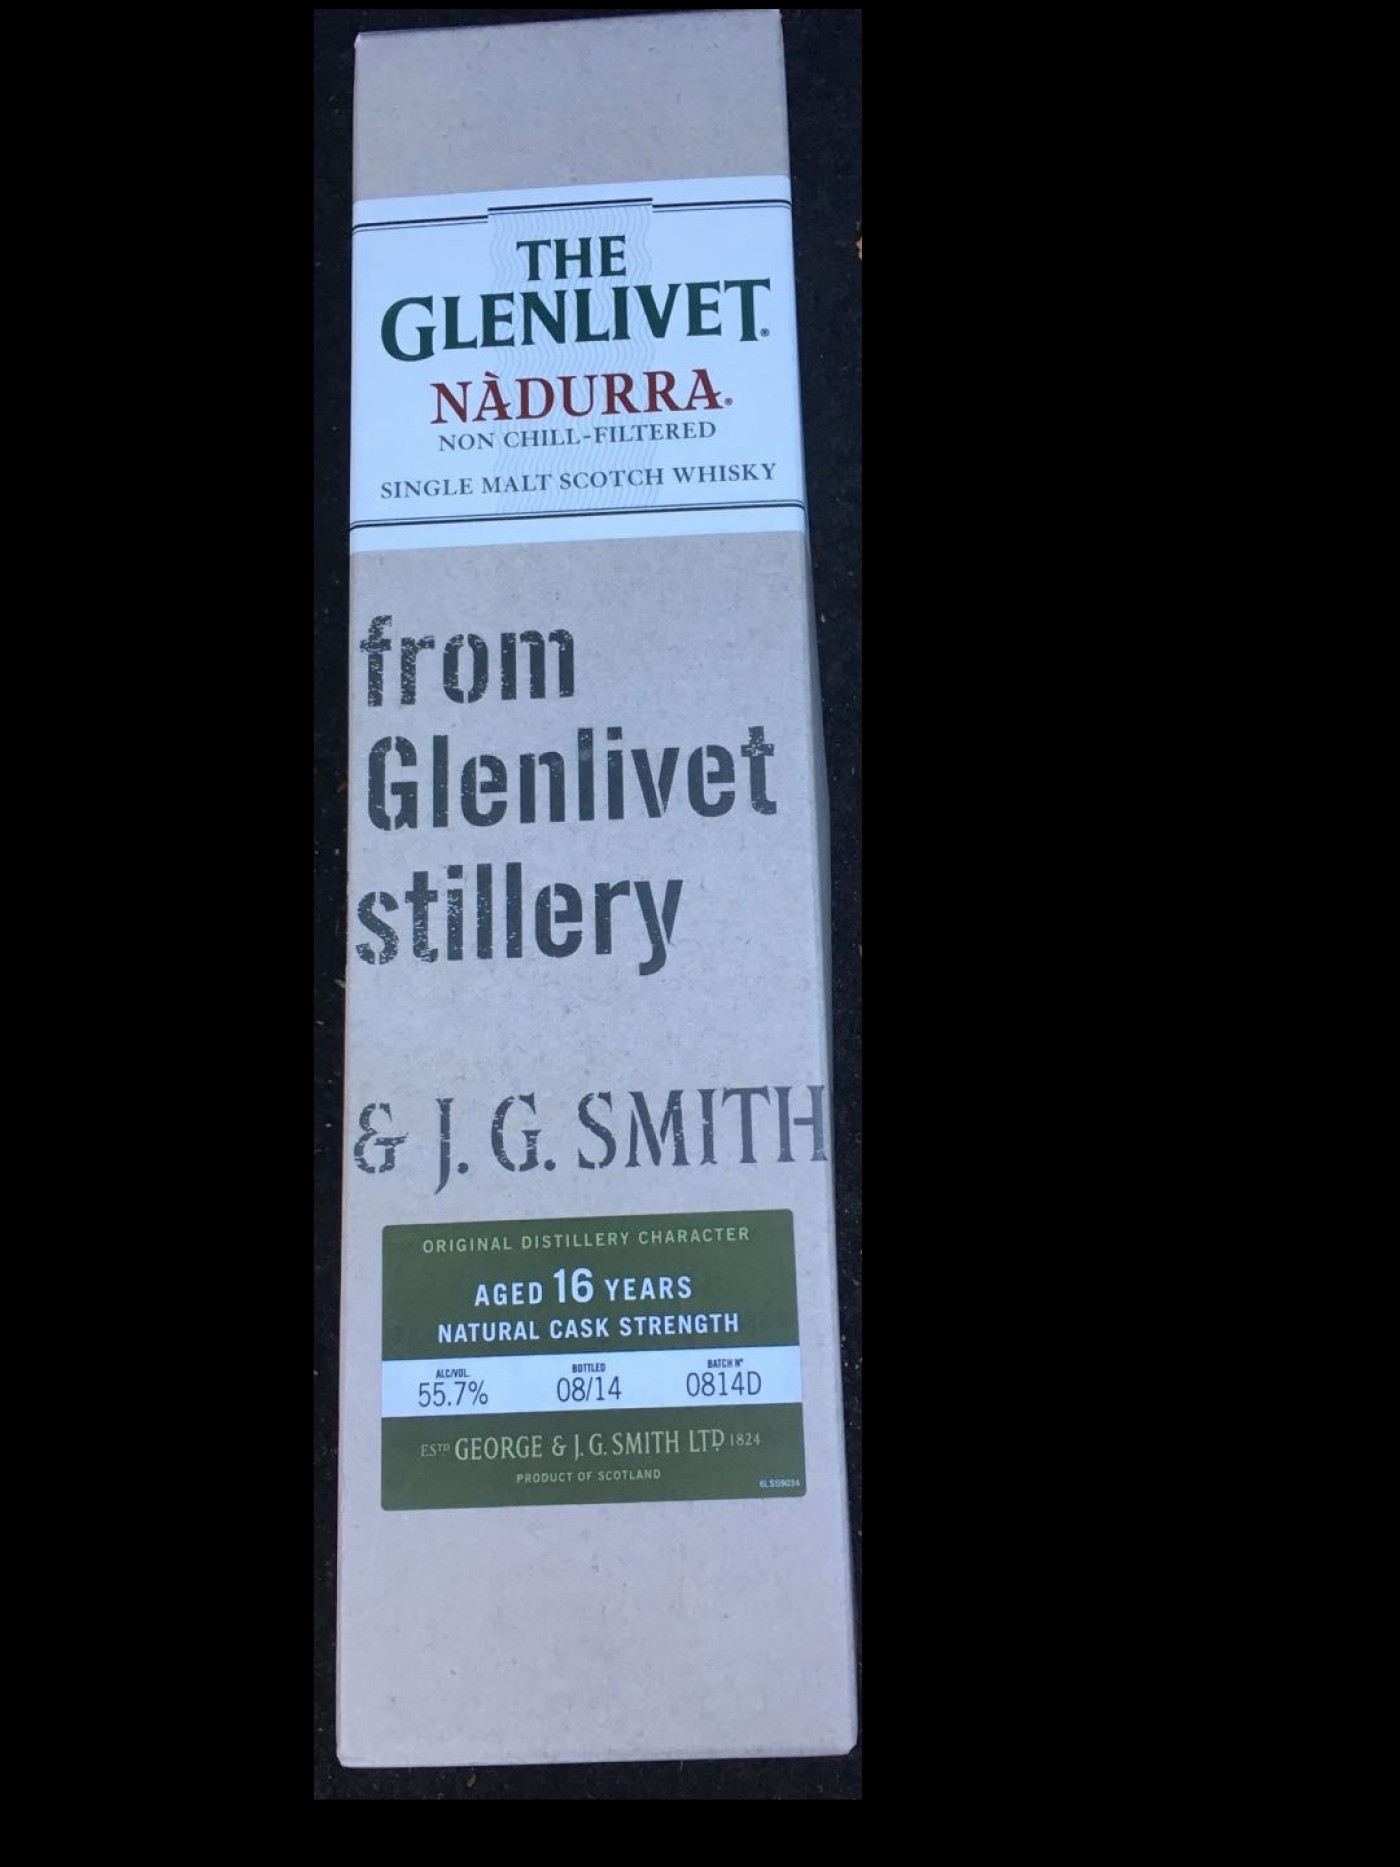 THE
GLENLIVET®
NÀDURRA®
NON CHILL-FILTERED
SINGLE MALT SCOTCH WHISKY
from
Glenlivet
stillery
& J. G. SMITH
ORIGINAL DISTILLERY CHARACTER
AGED 16 YEARS
NATURAL CASK STRENGTH
ALC/VOL. BOTTLED BATCH Nº
55.7% 08/14 0814D
ESTD GEORGE & J. G. SMITH LTD 1824
PRODUCT OF SCOTLAND
6LSS9034